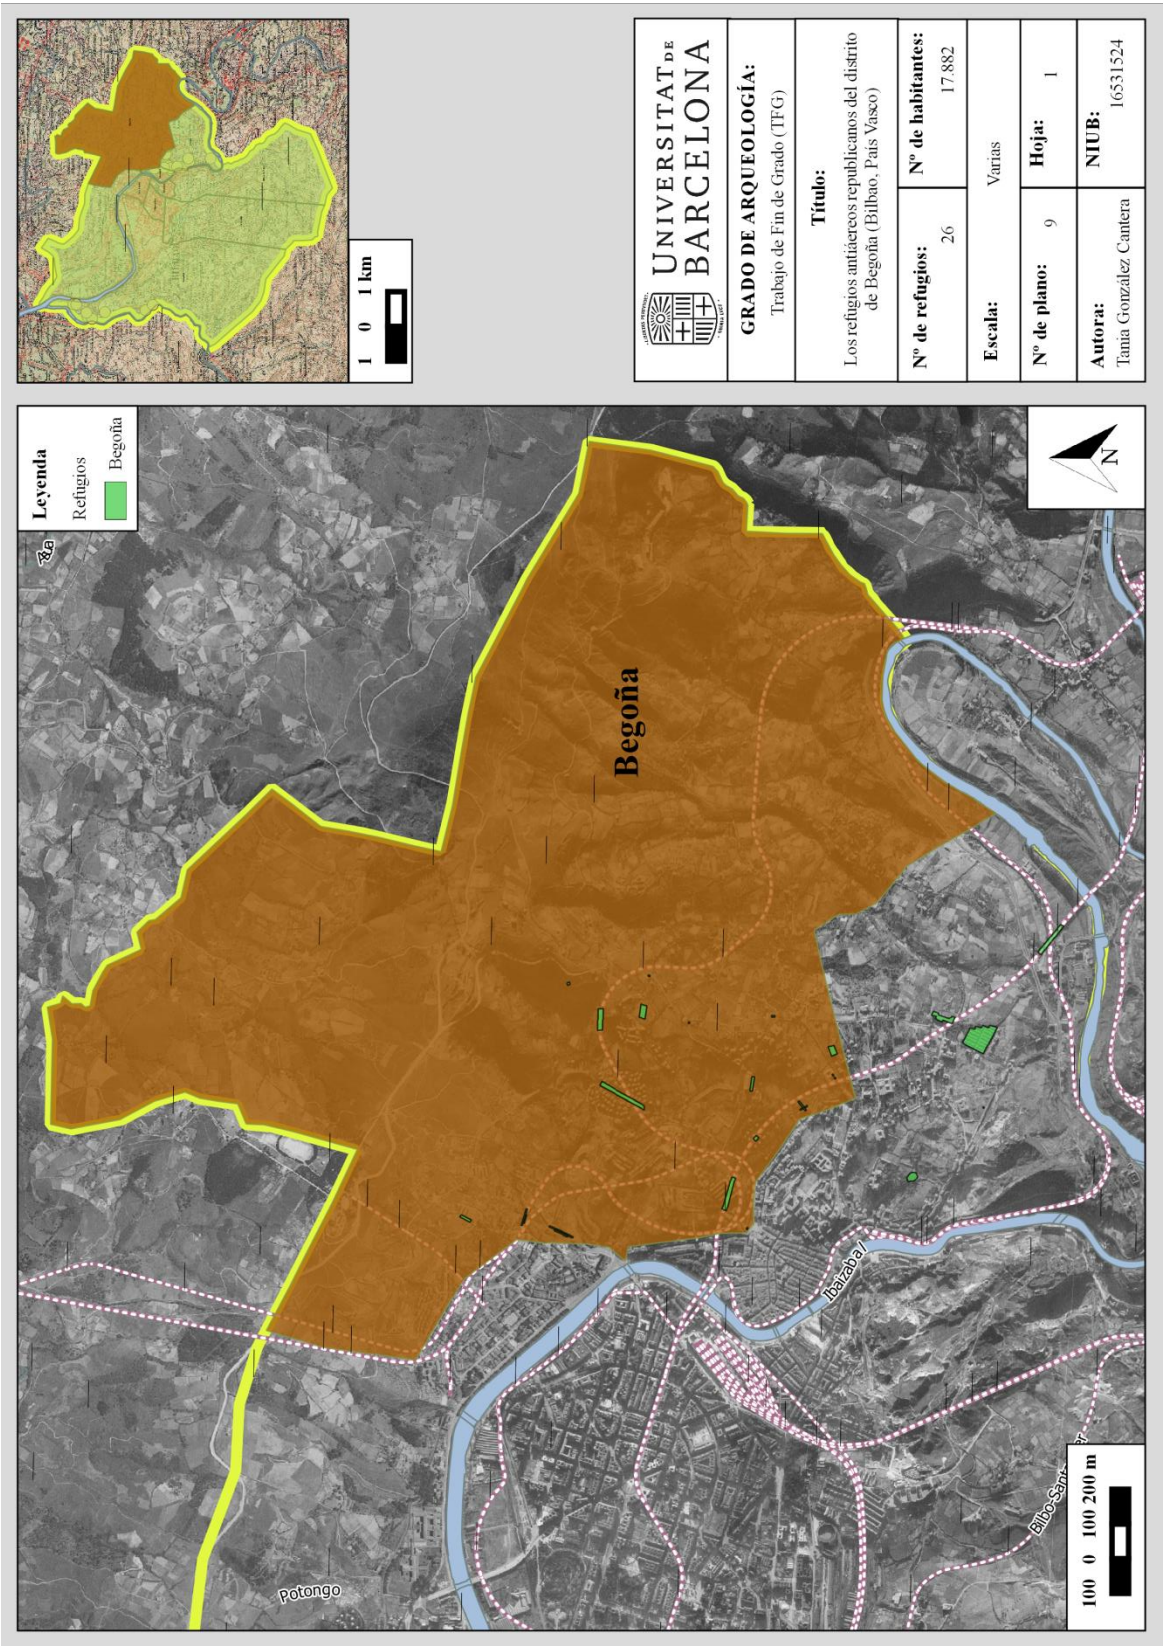 Leyenda
Refugios
Begoña
Begoña
Potongo
Ibaizabal
100 0 100 200 m
N
1 0 1 km
UNIVERSITAT DE
BARCELONA
GRADO DE ARQUEOLOGÍA:
Trabajo de Fin de Grado (TFG)
Título:
Los refugios antiáereos republicanos del distrito
de Begoña (Bilbao, País Vasco)
Nº de refugios:
26
Nº de habitantes:
17.882
Escala:
Varias
Nº de plano:
9
Hoja:
1
Autora:
Tania González Cantera
NIUB:
16531524